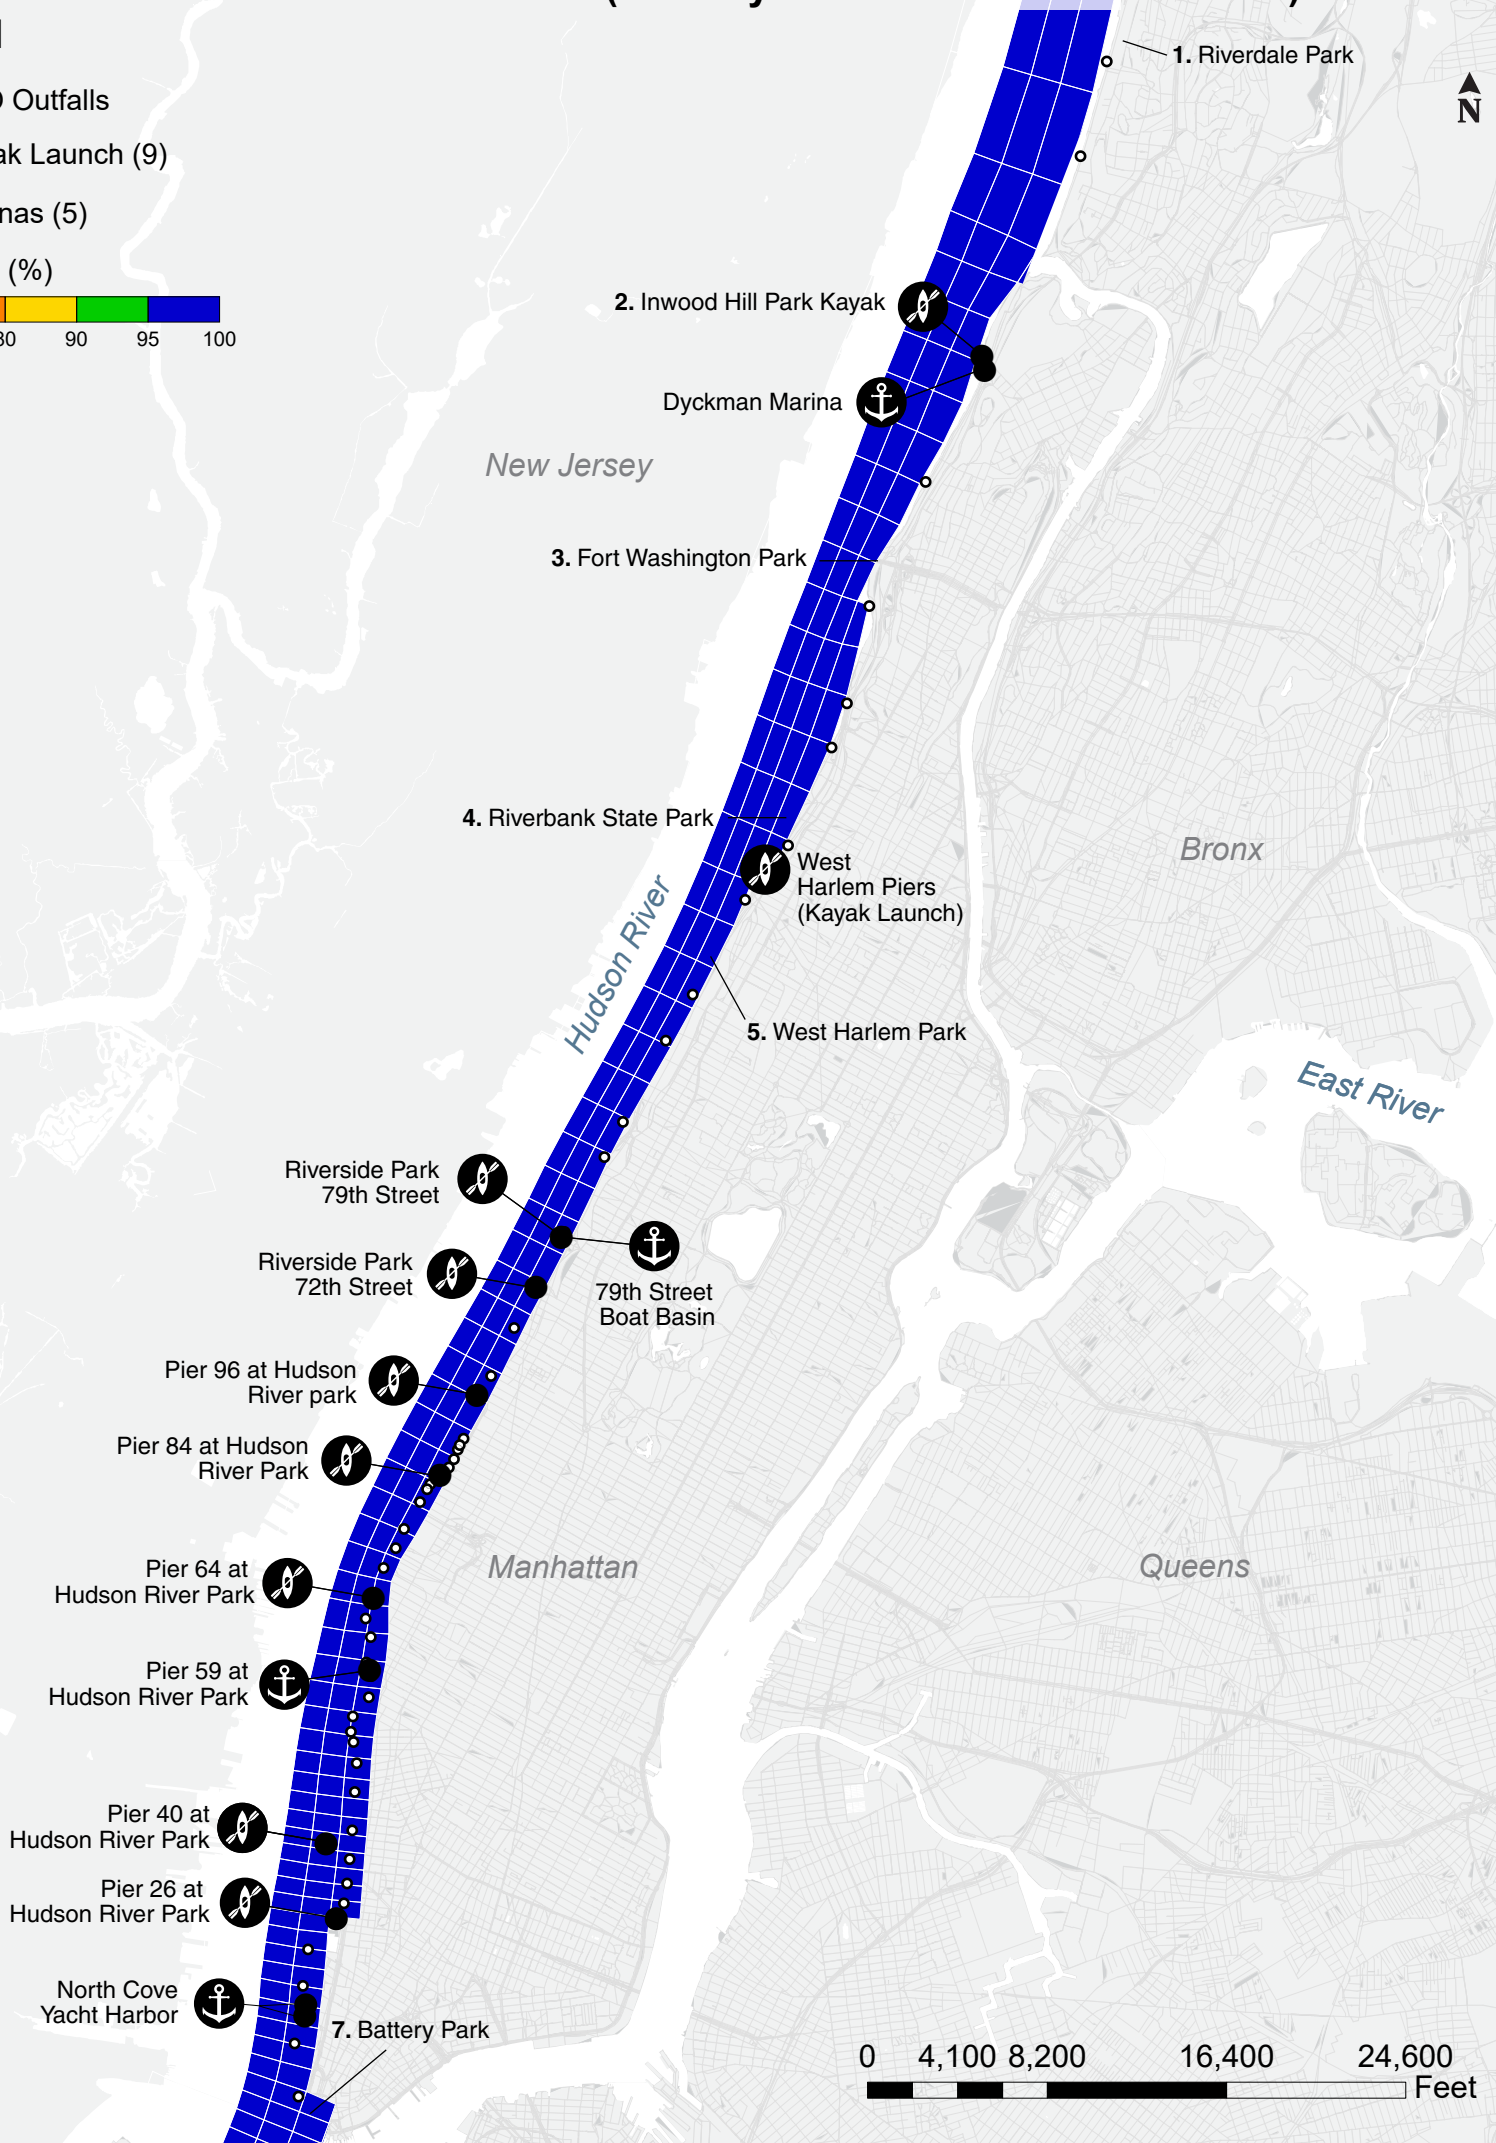 1. Riverdale Park
Outfalls
N
Launch (9)
(5)
(%)
2. Inwood Hill Park Kayak
90 95 100
Dyckman Marina
New Jersey
3. Fort Washington Park
4. Riverbank State Park
Bronx
West
Harlem Piers
(Kayak Launch)
Hudson River
5. West Harlem Park
East River
Riverside Park
79th Street
Riverside Park
72th Street
79th Street
Boat Basin
Pier 96 at Hudson
River park
Pier 84 at Hudson
River Park
Manhattan
Queens
Pier 64 at
Hudson River Park
Pier 59 at
Hudson River Park
Pier 40 at
Hudson River Park
Pier 26 at
Hudson River Park
North Cove
Yacht Harbor
7. Battery Park
0 4,100 8,200 16,400 24,600
Feet